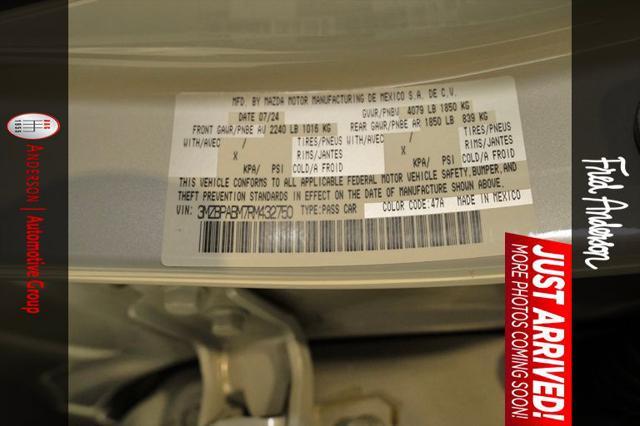 MFD. BY MAZDA MOTOR MANUFACTURING DE MEXICO S.A. DE C.V.
DATE 07/24 GVWR/PNBV 4079 LB 1850 KG
FRONT GAWR/PNBE AV 2240 LB 1016 KG REAR GAWR/PNBE AR 1850 LB 839 KG
WITH/AVEC / TIRES/PNEUS WITH/AVEC / TIRES/PNEUS
X RIMS/JANTES X RIMS/JANTES
KPA/ PSI COLD/A FROID KPA/ PSI COLD/A FROID
THIS VEHICLE CONFORMS TO ALL APPLICABLE FEDERAL MOTOR VEHICLE SAFETY, BUMPER, AND
THEFT PREVENTION STANDARDS IN EFFECT ON THE DATE OF MANUFACTURE SHOWN ABOVE.
VIN: 3MZBPABM7RM432760 TYPE: PASS CAR COLOR CODE: 47A MADE IN MEXICO
DAG
1855
ANDERSON | Automotive Group
Fred Anderson
JUST ARRIVED!
MORE PHOTOS COMING SOON!